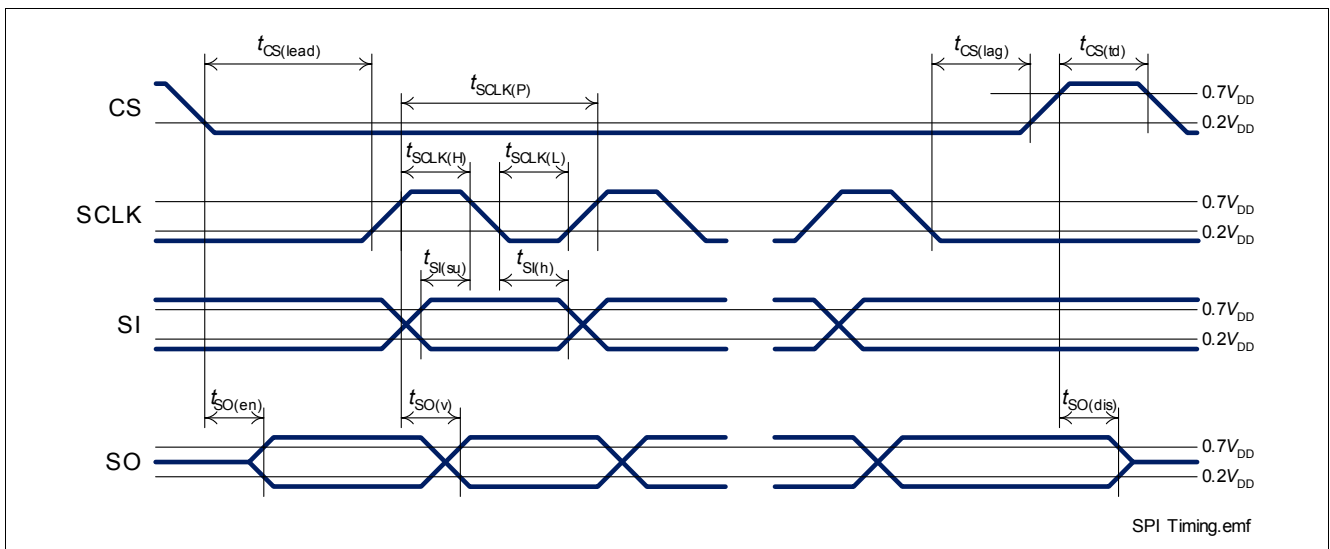 tCS(lead)
tCS(lag)
tCS(td)
tSCLK(P)
CS
0.7VDD
0.2VDD
tSCLK(H)
tSCLK(L)
SCLK
0.7VDD
0.2VDD
tSI(su)
tSI(h)
SI
0.7VDD
0.2VDD
tSO(en)
tSO(v)
tSO(dis)
SO
0.7VDD
0.2VDD
SPI Timing.emf